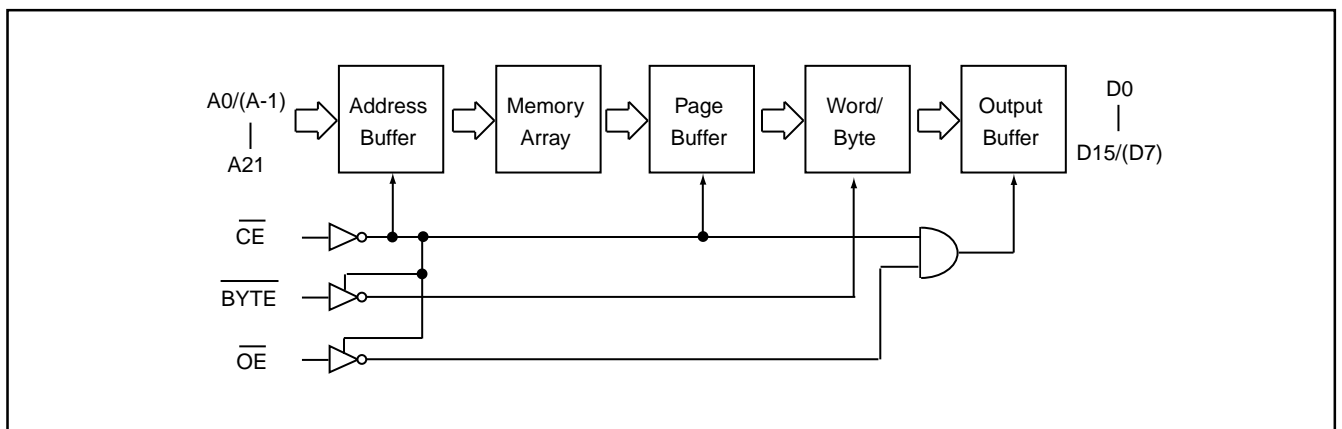 A0/(A-1)
A21
Address
Buffer
Memory
Array
Page
Buffer
Word/
Byte
Output
Buffer
D0
D15/(D7)
CE
BYTE
OE